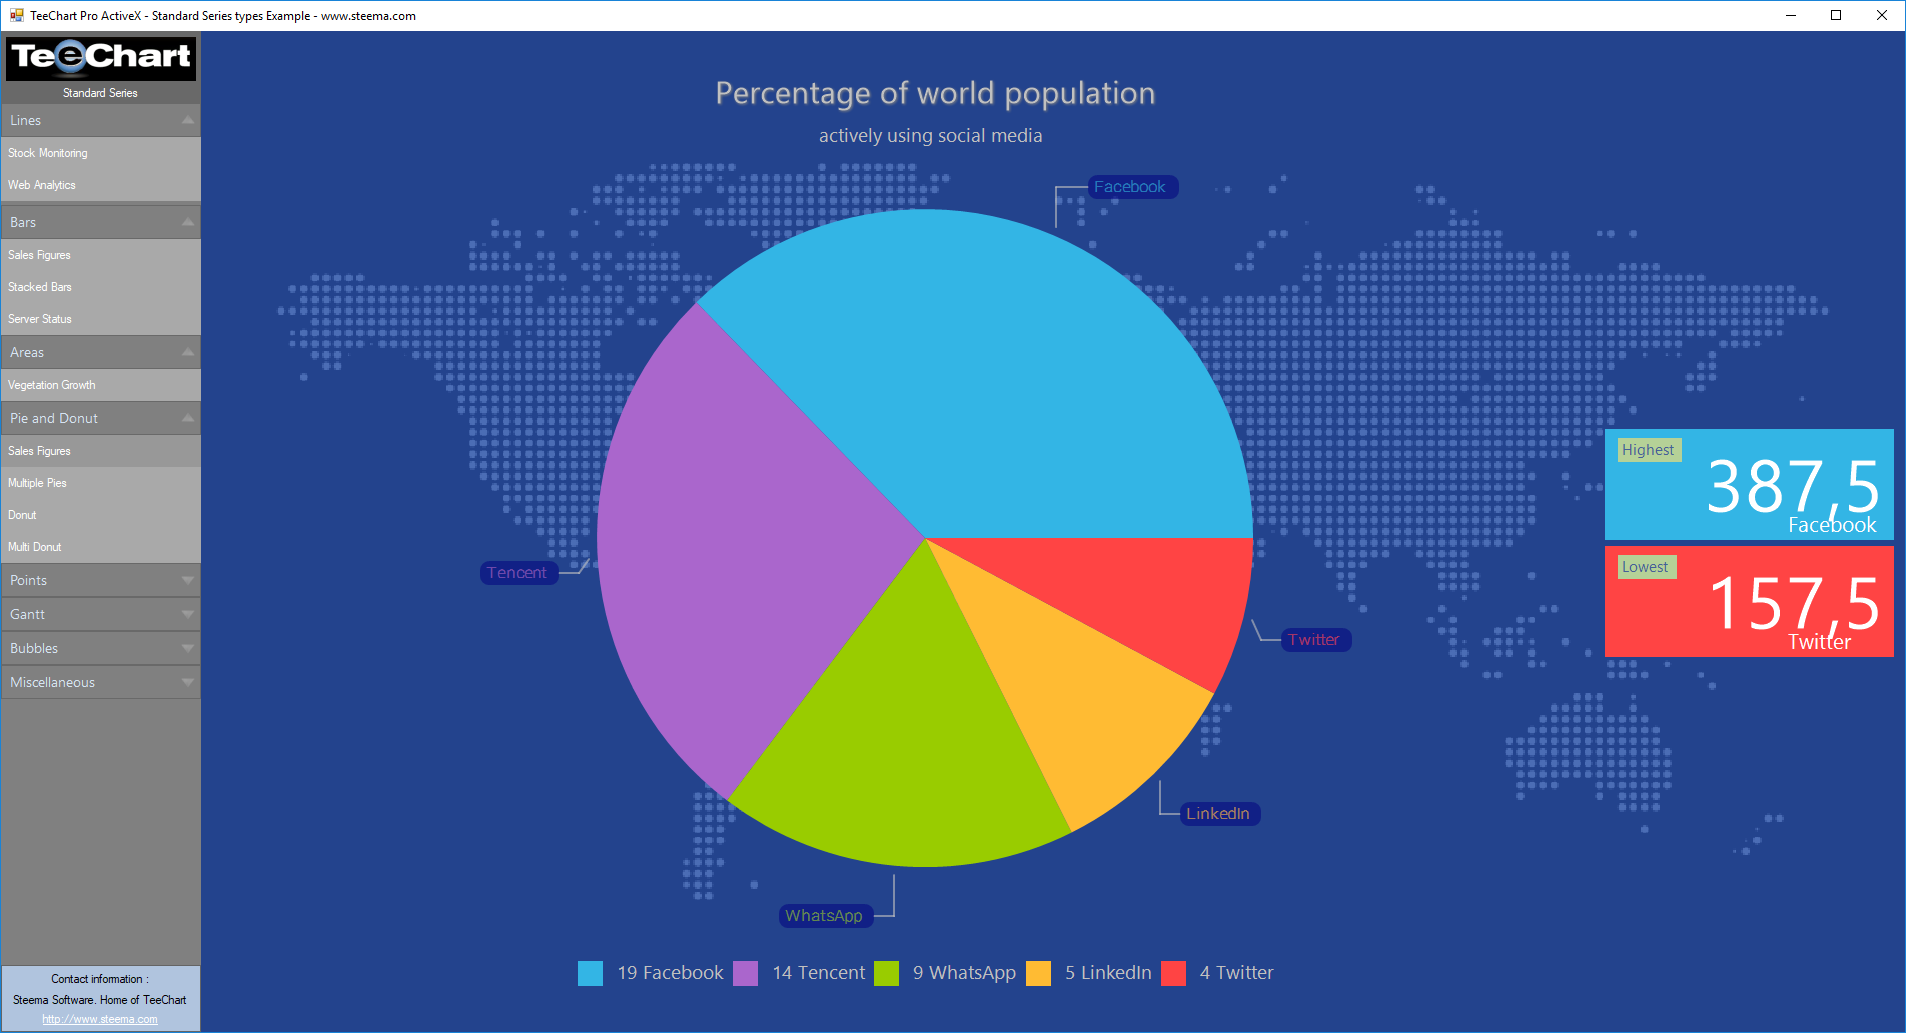 TeeChart Pro ActiveX - Standard Series types Example - www.steema.com
TeeChart
Standard Series
Lines
Stock Monitoring
Web Analytics
Bars
Sales Figures
Stacked Bars
Server Status
Areas
Vegetation Growth
Pie and Donut
Sales Figures
Multiple Pies
Donut
Multi Donut
Points
Gantt
Bubbles
Miscellaneous
Contact information :
Steema Software. Home of TeeChart
http://www.steema.com
Percentage of world population
actively using social media
Facebook
Tencent
Twitter
LinkedIn
WhatsApp
Highest
387,5
Facebook
Lowest
157,5
Twitter
19 Facebook 14 Tencent 9 WhatsApp 5 LinkedIn 4 Twitter